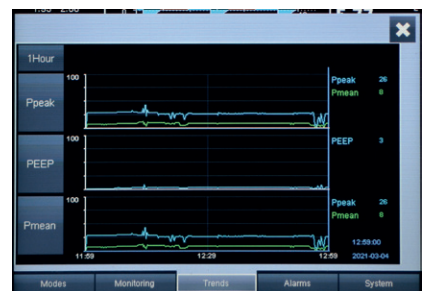 1Hour
100
Ppeak
Ppeak 26
Pmean 8
100
PEEP
PEEP 3
100
Pmean
Ppeak 26
Pmean 8
12:59:00
11:59 12:29 12:59 2021-03-04
Modes Monitoring Trends Alarms System